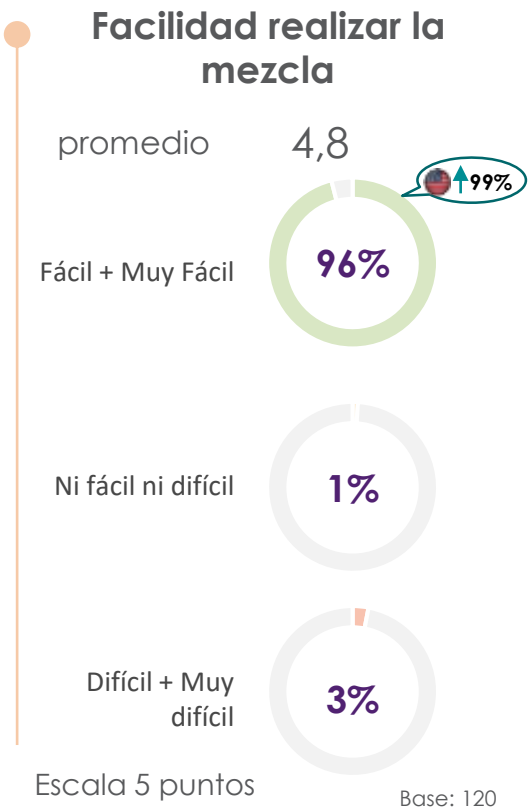 Facilidad realizar la
mezcla
promedio 4,8
99%
Fácil + Muy Fácil 96%
Ni fácil ni difícil 1%
Difícil + Muy
difícil 3%
Escala 5 puntos
Base: 120